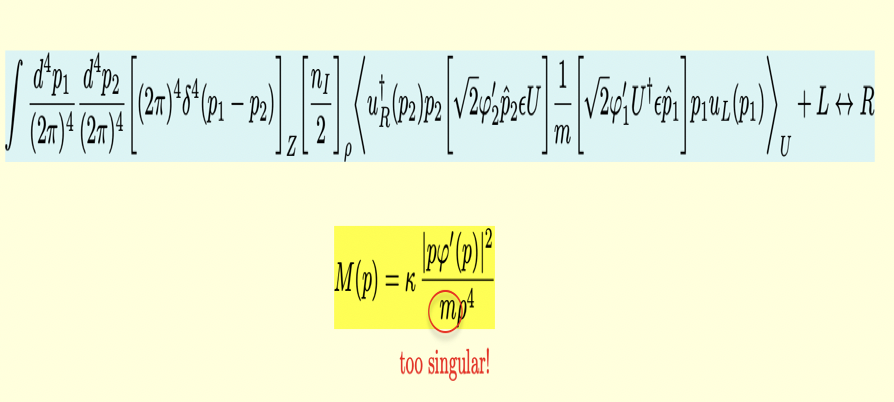 ∫ d⁴p₁/(2π)⁴ d⁴p₂/(2π)⁴ [(2π)⁴δ⁴(p₁ − p₂)]_Z [n_I/2]_ρ ⟨u_R†(p₂)p₂[√2φ′₂p̂₂ϵU] 1/m [√2φ′₁U†ϵp̂₁]p₁u_L(p₁)⟩_U + L ↔ R
M(p) = κ |pφ′(p)|²/mρ⁴
too singular!